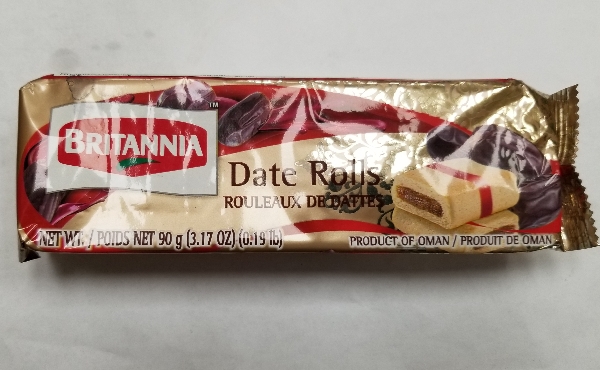 BRITANNIA
TM
Date Rolls
ROULEAUX DE DATTES
NET WT. / POIDS NET 90 g (3.17 OZ) (0.19 lb)
PRODUCT OF OMAN / PRODUIT DE OMAN